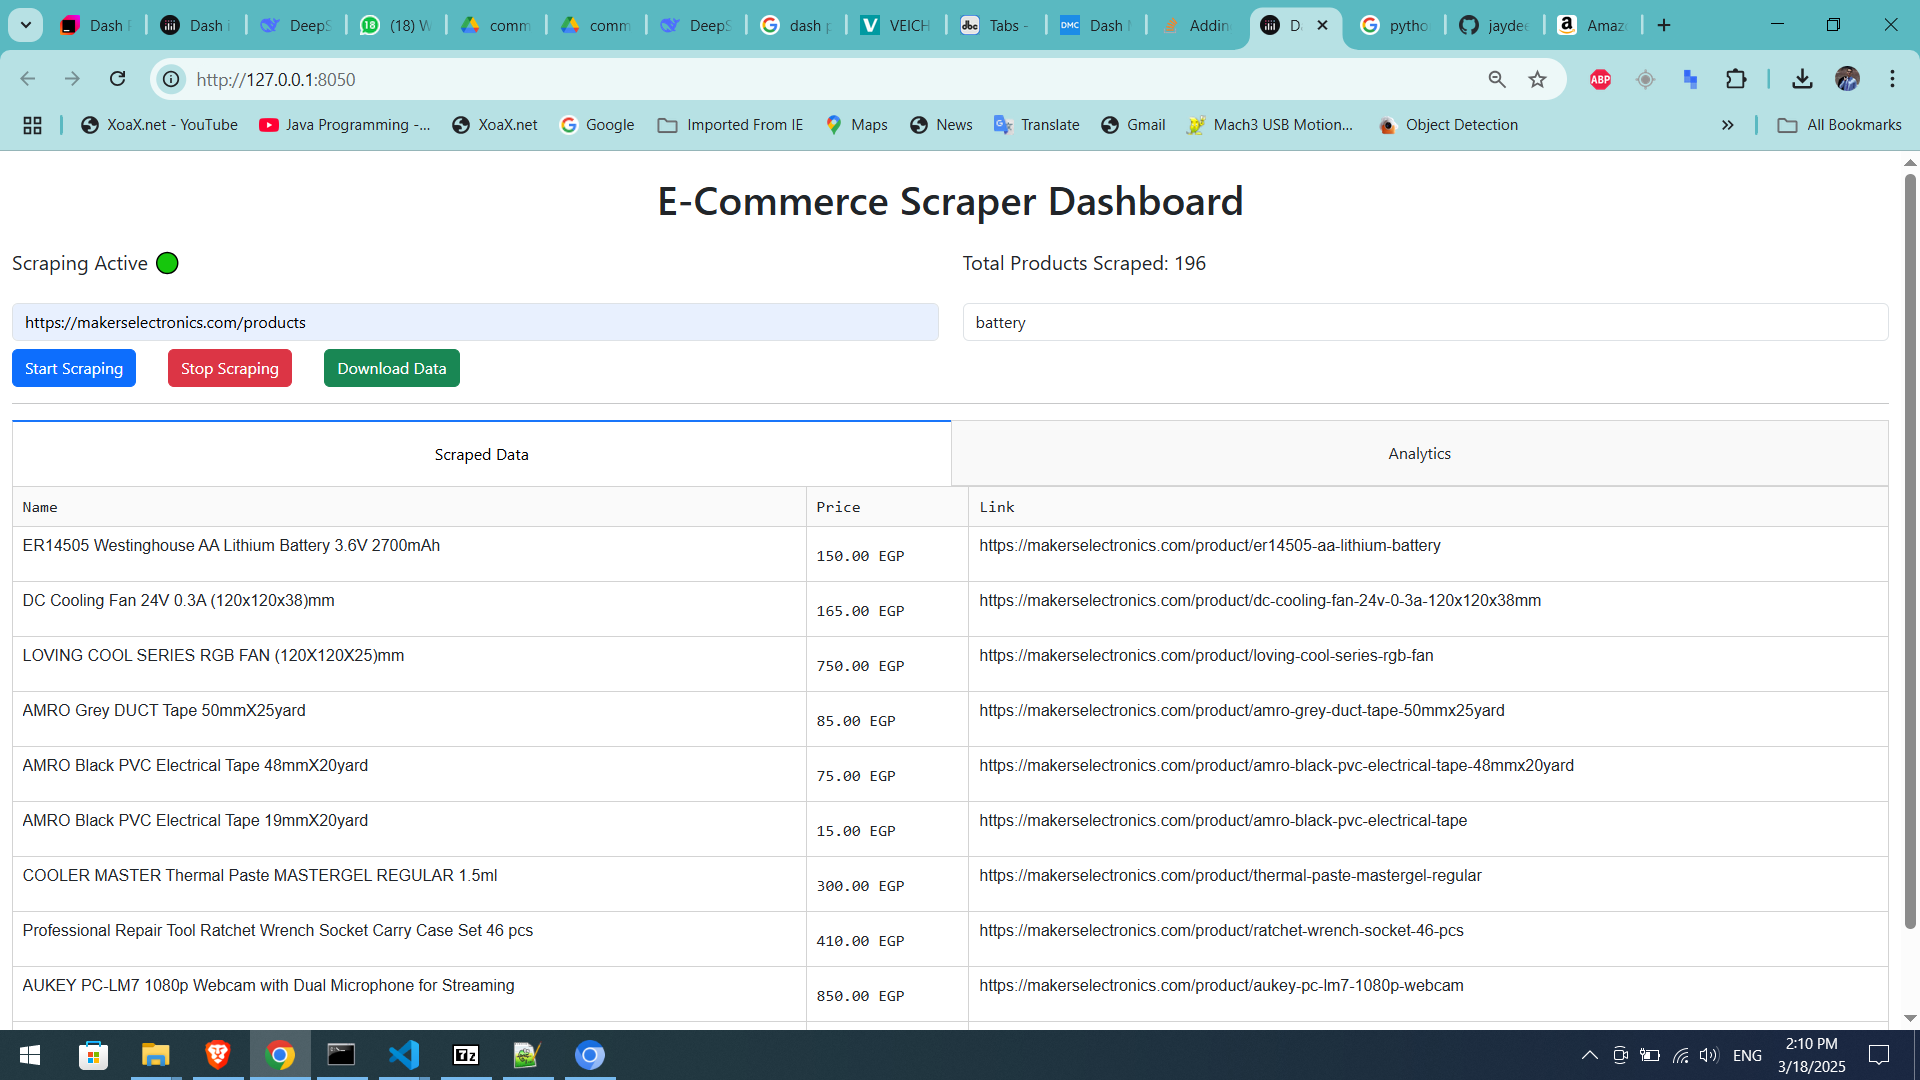 Dash
Dash i
DeepS
(18) W
comm
comm
DeepS
dash p
VEICH
Tabs -
Dash M
Addin
Da
pytho
jaydee
Amazo
http://127.0.0.1:8050
XoaX.net - YouTube
Java Programming -...
XoaX.net
Google
Imported From IE
Maps
News
Translate
Gmail
Mach3 USB Motion...
Object Detection
All Bookmarks
E-Commerce Scraper Dashboard
Scraping Active
Total Products Scraped: 196
https://makerselectronics.com/products
battery
Start Scraping
Stop Scraping
Download Data
Scraped Data
Analytics
Name Price Link
ER14505 Westinghouse AA Lithium Battery 3.6V 2700mAh 150.00 EGP https://makerselectronics.com/product/er14505-aa-lithium-battery
DC Cooling Fan 24V 0.3A (120x120x38)mm 165.00 EGP https://makerselectronics.com/product/dc-cooling-fan-24v-0-3a-120x120x38mm
LOVING COOL SERIES RGB FAN (120X120X25)mm 750.00 EGP https://makerselectronics.com/product/loving-cool-series-rgb-fan
AMRO Grey DUCT Tape 50mmX25yard 85.00 EGP https://makerselectronics.com/product/amro-grey-duct-tape-50mmx25yard
AMRO Black PVC Electrical Tape 48mmX20yard 75.00 EGP https://makerselectronics.com/product/amro-black-pvc-electrical-tape-48mmx20yard
AMRO Black PVC Electrical Tape 19mmX20yard 15.00 EGP https://makerselectronics.com/product/amro-black-pvc-electrical-tape
COOLER MASTER Thermal Paste MASTERGEL REGULAR 1.5ml 300.00 EGP https://makerselectronics.com/product/thermal-paste-mastergel-regular
Professional Repair Tool Ratchet Wrench Socket Carry Case Set 46 pcs 410.00 EGP https://makerselectronics.com/product/ratchet-wrench-socket-46-pcs
AUKEY PC-LM7 1080p Webcam with Dual Microphone for Streaming 850.00 EGP https://makerselectronics.com/product/aukey-pc-lm7-1080p-webcam
ENG
2:10 PM
3/18/2025